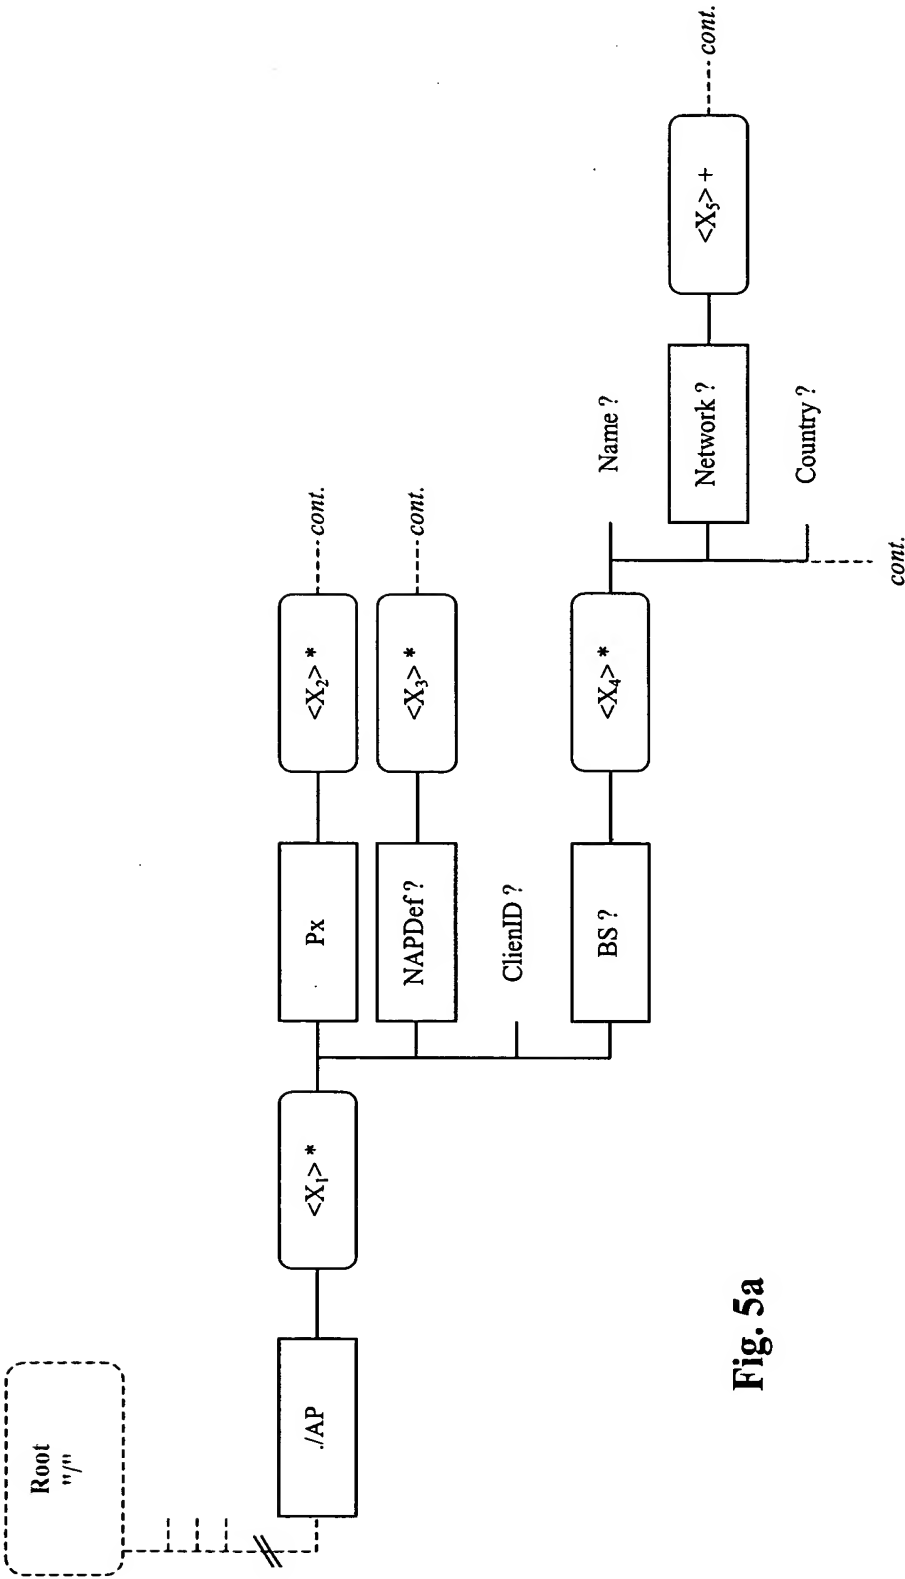 Root
"/"
./AP
<X₁> *
Px
<X₂> *
cont.
NAPDef ?
<X₃> *
cont.
ClienID ?
BS ?
<X₄> *
Name ?
Network ?
<X₅> +
cont.
Country ?
cont.
Fig. 5a